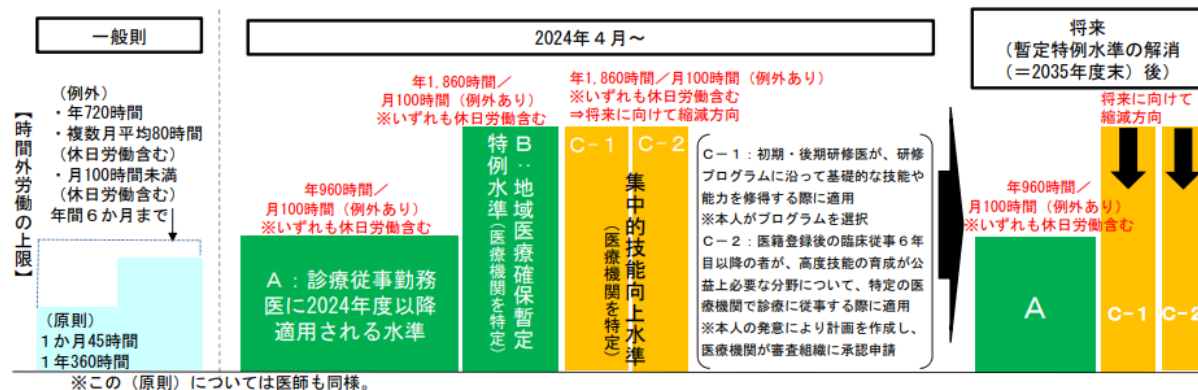 一般則
2024年4月～
将来
(暫定特例水準の解消
(＝2035年度末)後)
【時間外労働の上限】
(例外)
・年720時間
・複数月平均80時間
(休日労働含む)
・月100時間未満
(休日労働含む)
年間6か月まで
(原則)
1か月45時間
1年360時間
年960時間／
月100時間(例外あり)
※いずれも休日労働含む
A：診療従事勤務
医に2024年度以降
適用される水準
年1,860時間／
月100時間(例外あり)
※いずれも休日労働含む
B：地域医療確保暫定
特例水準(医療機関を特定)
年1,860時間／月100時間(例外あり)
※いずれも休日労働含む
⇒将来に向けて縮減方向
C－1
C－2
集中的技能向上水準
(医療機関を特定)
C－1：初期・後期研修医が、研修
プログラムに沿って基礎的な技能や
能力を修得する際に適用
※本人がプログラムを選択
C－2：医籍登録後の臨床従事6年
目以降の者が、高度技能の育成が公
益上必要な分野について、特定の医
療機関で診療に従事する際に適用
※本人の発意により計画を作成し、
医療機関が審査組織に承認申請
将来に向けて
縮減方向
年960時間／
月100時間(例外あり)
※いずれも休日労働含む
A
C-1
C-2
※この(原則)については医師も同様。